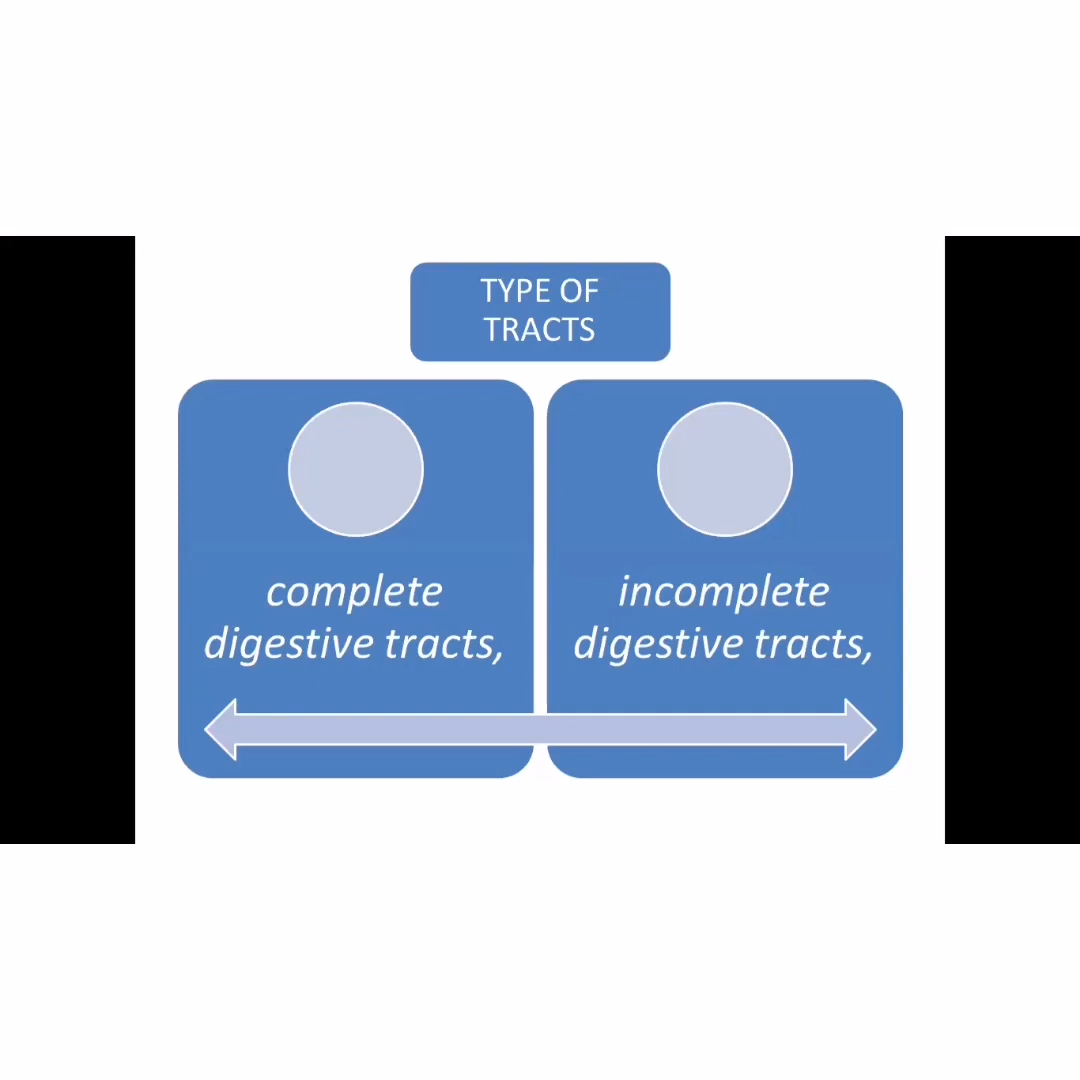 TYPE OF
TRACTS
complete
digestive tracts,
incomplete
digestive tracts,